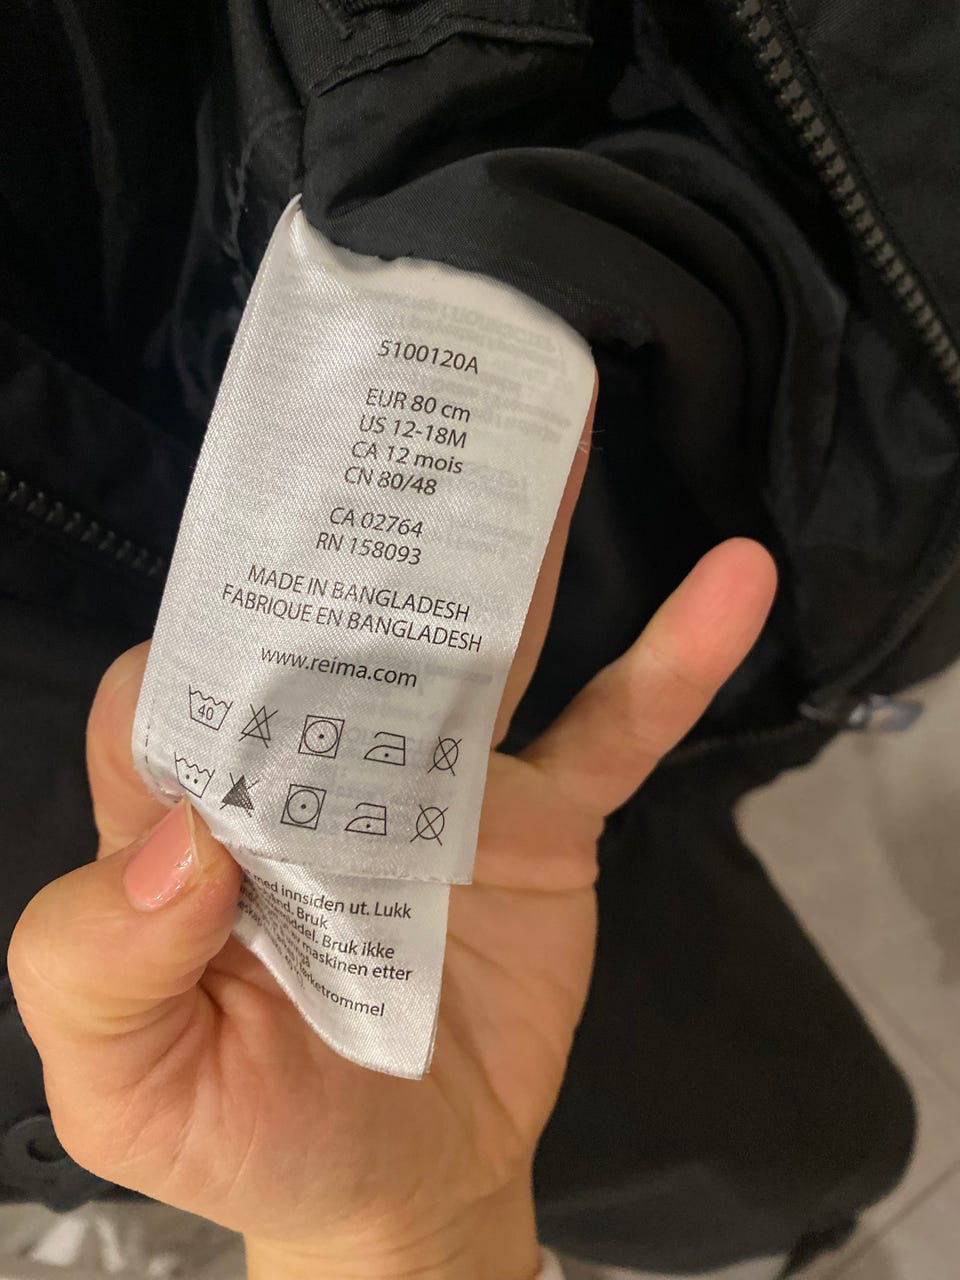 5100120A
EUR 80 cm
US 12-18M
CA 12 mois
CN 80/48
CA 02764
RN 158093
MADE IN BANGLADESH
FABRIQUE EN BANGLADESH
www.reima.com
40
med innsiden ut. Lukk
Bruk
Bruk ikke
maskinen etter